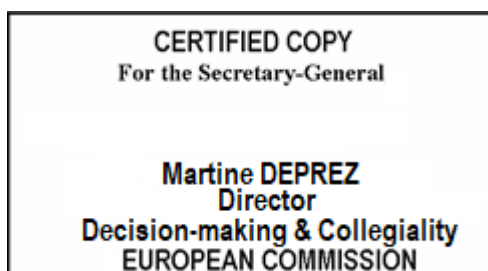 CERTIFIED COPY
For the Secretary-General
Martine DEPREZ
Director
Decision-making & Collegiality
EUROPEAN COMMISSION